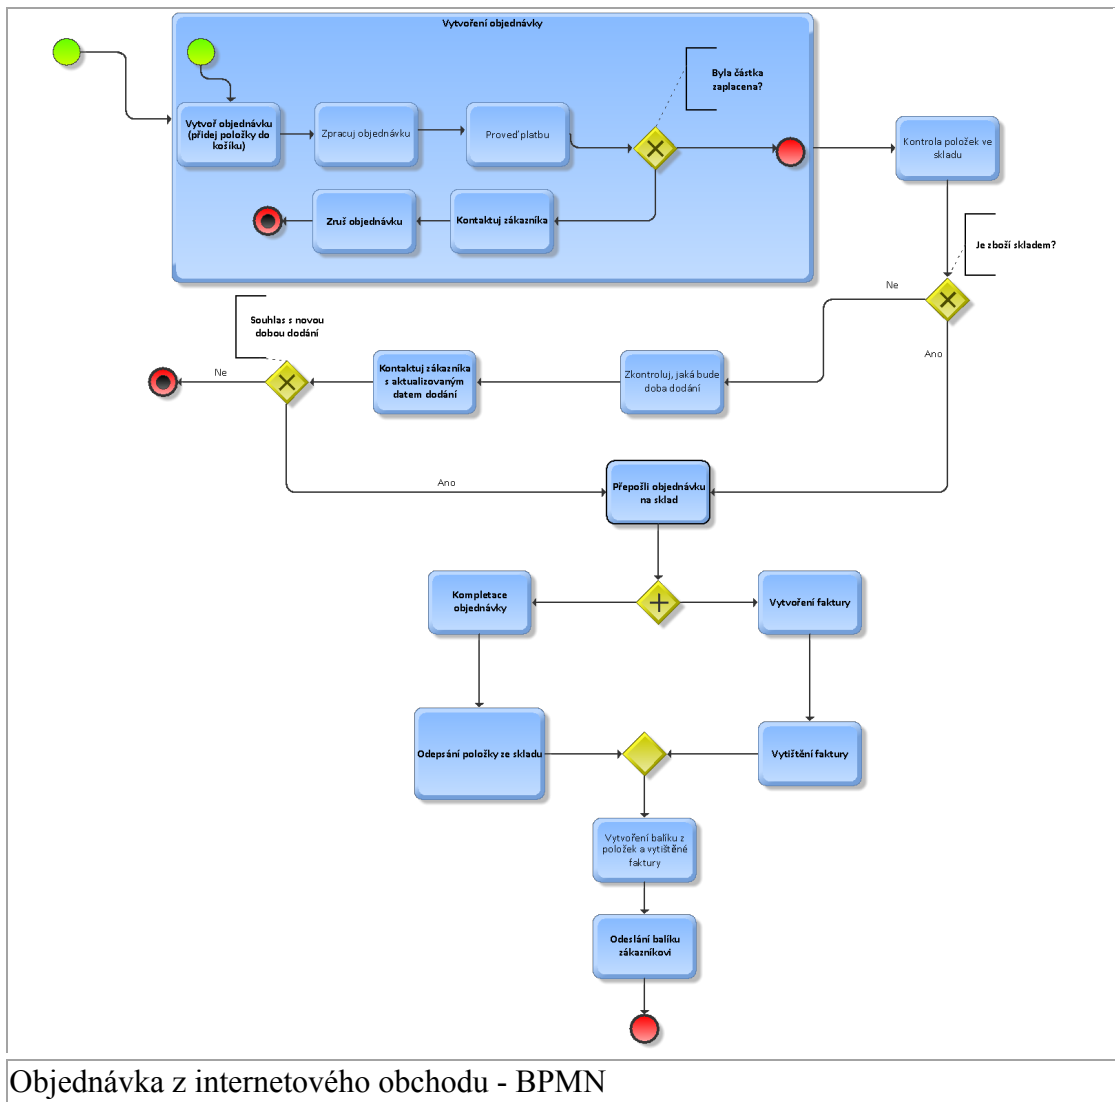 Vytvoření objednávky
Byla částka
zaplacena?
Vytvoř objednávku
(přidej položky do
košíku)
Zpracuj objednávku
Proveď platbu
Kontrola položek ve
skladu
Zruš objednávku
Kontaktuj zákazníka
Je zboží skladem?
Ne
Souhlas s novou
dobou dodání
Ano
Ne
Kontaktuj zákazníka
s aktualizovaným
datem dodání
Zkontroluj, jaká bude
doba dodání
Ano
Přepošli objednávku
na sklad
Kompletace
objednávky
Vytvoření faktury
Odepsání položky ze skladu
Vytištění faktury
Vytvoření balíku z
položek a vytištěné
faktury
Odeslání balíku
zákazníkovi
Objednávka z internetového obchodu - BPMN